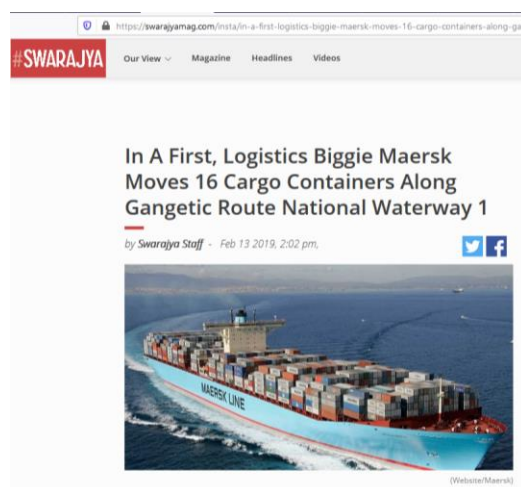 https://swarajyamag.com/insta/in-a-first-logistics-biggie-maersk-moves-16-cargo-containers-along-ga
#SWARAJYA
Our View Magazine Headlines Videos
In A First, Logistics Biggie Maersk
Moves 16 Cargo Containers Along
Gangetic Route National Waterway 1
by Swarajya Staff - Feb 13 2019, 2:02 pm,
MAERSK LINE
(Website/Maersk)